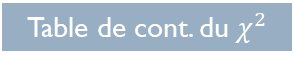 Table de cont. du χ²